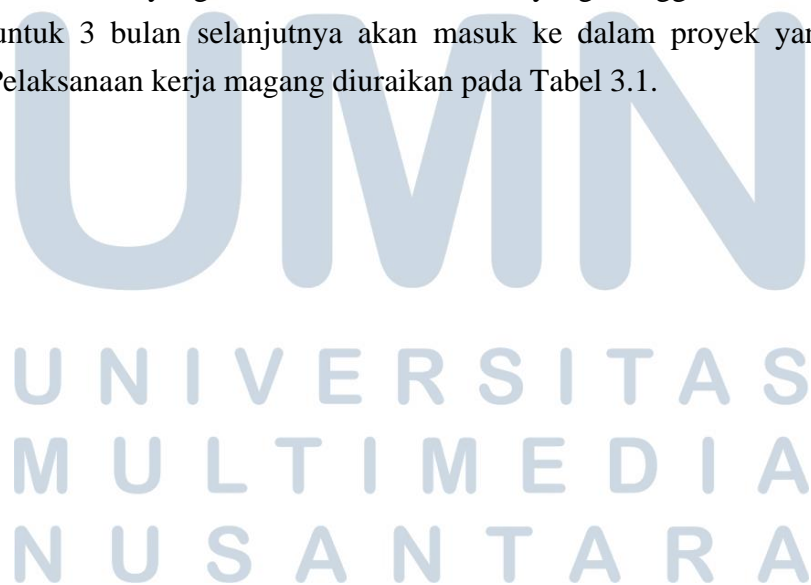 untuk 3 bulan selanjutnya akan masuk ke dalam proyek
Pelaksanaan kerja magang diuraikan pada Tabel 3.1.
UMN
UNIVERSITAS
MULTIMEDIA
NUSANTARA